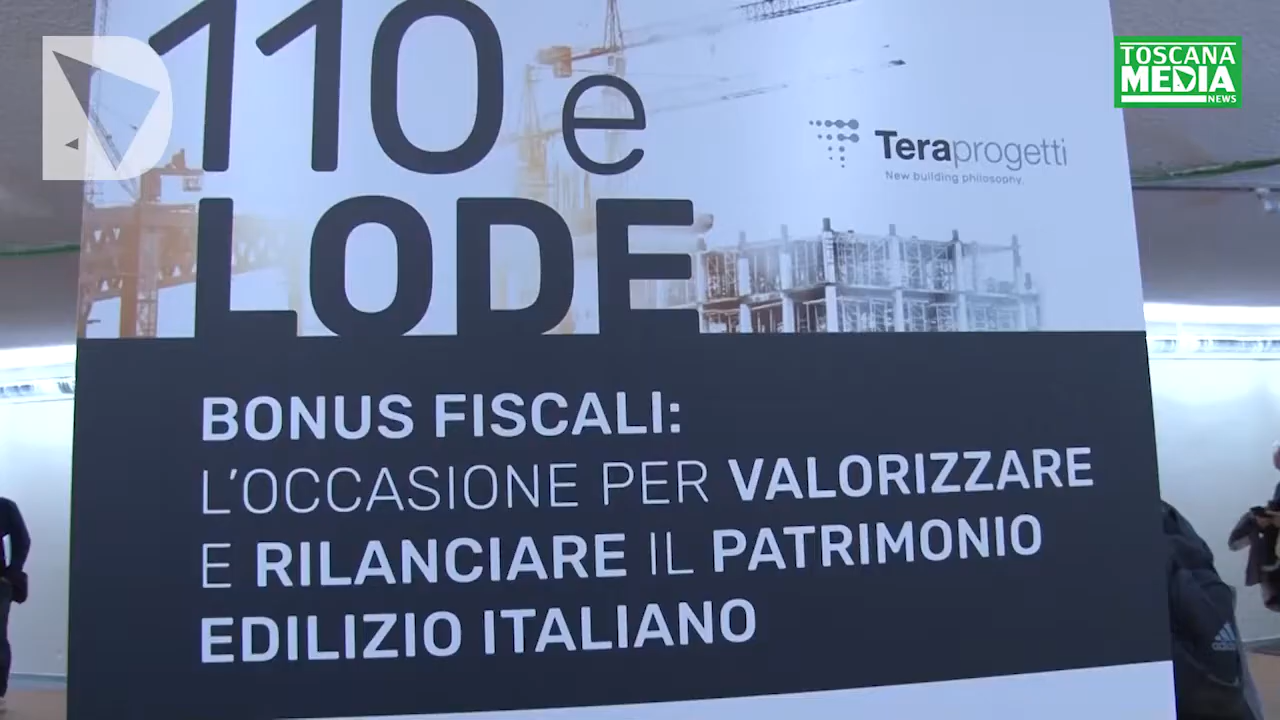 110 e
LODE
TOSCANA
MEDIA
NEWS
Teraprogetti
New building philosophy.
BONUS FISCALI:
L'OCCASIONE PER VALORIZZARE
E RILANCIARE IL PATRIMONIO
EDILIZIO ITALIANO
adidas